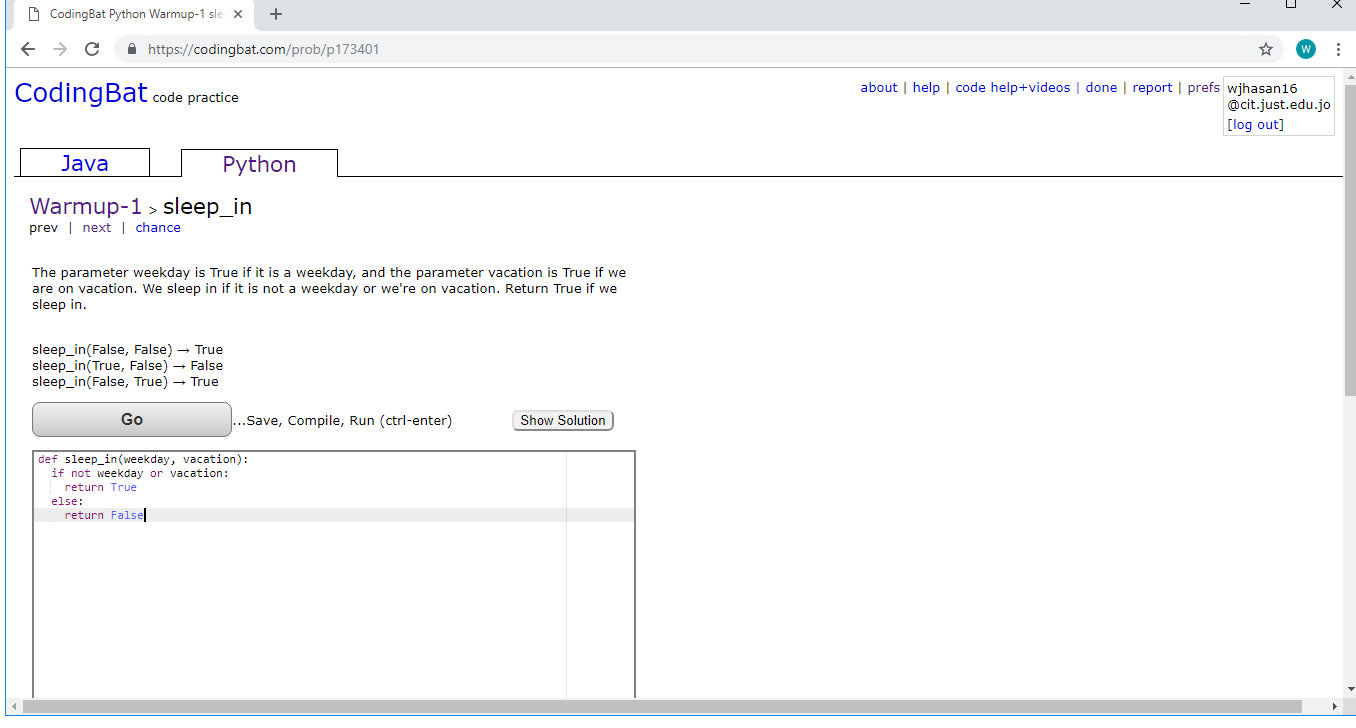 CodingBat Python Warmup-1 sle
https://codingbat.com/prob/p173401
W
CodingBat code practice
about | help | code help+videos | done | report | prefs
wjhasan16
@cit.just.edu.jo
[log out]
Java
Python
Warmup-1 > sleep_in
prev | next | chance
The parameter weekday is True if it is a weekday, and the parameter vacation is True if we
are on vacation. We sleep in if it is not a weekday or we're on vacation. Return True if we
sleep in.
sleep_in(False, False) → True
sleep_in(True, False) → False
sleep_in(False, True) → True
Go
...Save, Compile, Run (ctrl-enter)
Show Solution
def sleep_in(weekday, vacation):
  if not weekday or vacation:
    return True
  else:
    return False